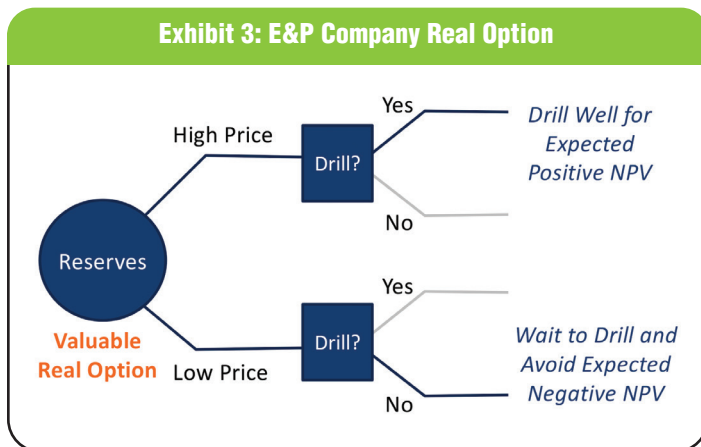 Exhibit 3: E&P Company Real Option
Yes
Drill Well for
Expected
Positive NPV
High Price
Drill?
No
Reserves
Valuable
Real Option
Yes
Wait to Drill and
Avoid Expected
Negative NPV
Drill?
Low Price
No